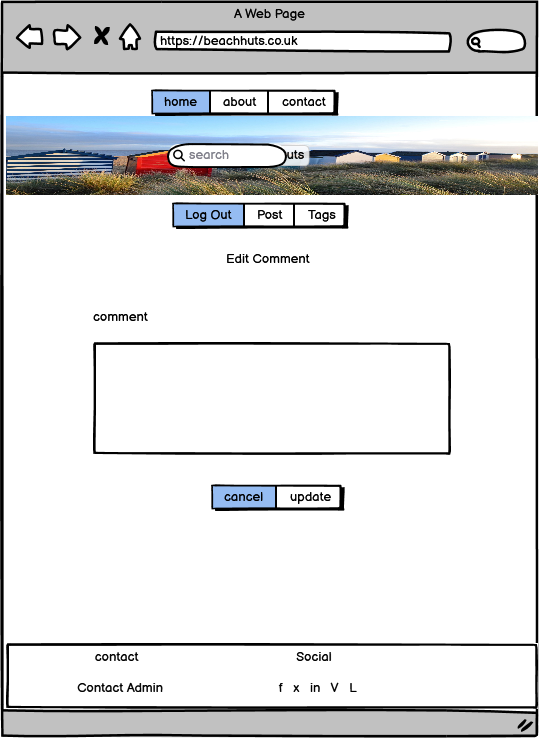 A Web Page
https://beachhuts.co.uk
home about contact
search uts
Log Out Post Tags
Edit Comment
comment
cancel update
contact Social
Contact Admin f x in V L